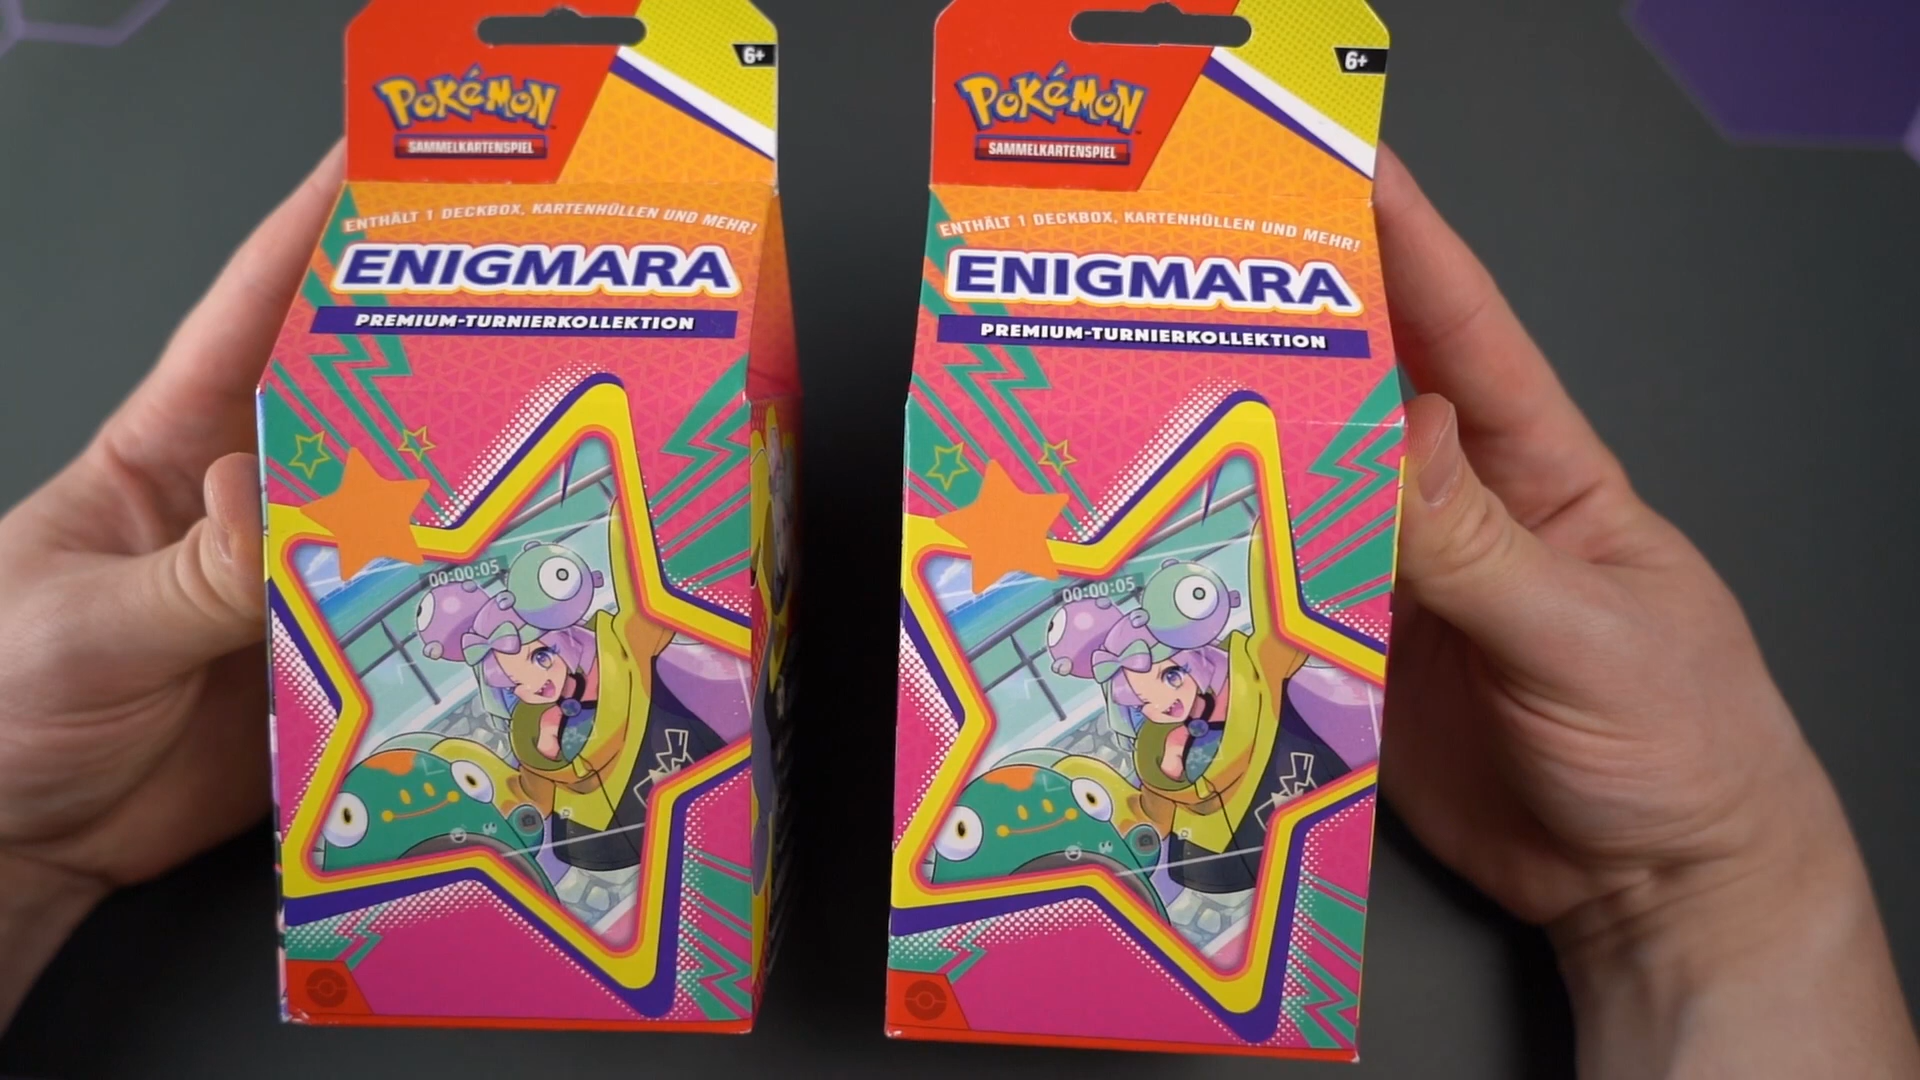 6+
POKÉMON
SAMMELKARTENSPIEL
ENTHÄLT 1 DECKBOX, KARTENHÜLLEN UND MEHR!
ENIGMARA
PREMIUM-TURNIERKOLLEKTION
00:00:05
6+
POKÉMON
SAMMELKARTENSPIEL
ENTHÄLT 1 DECKBOX, KARTENHÜLLEN UND MEHR!
ENIGMARA
PREMIUM-TURNIERKOLLEKTION
00:00:05